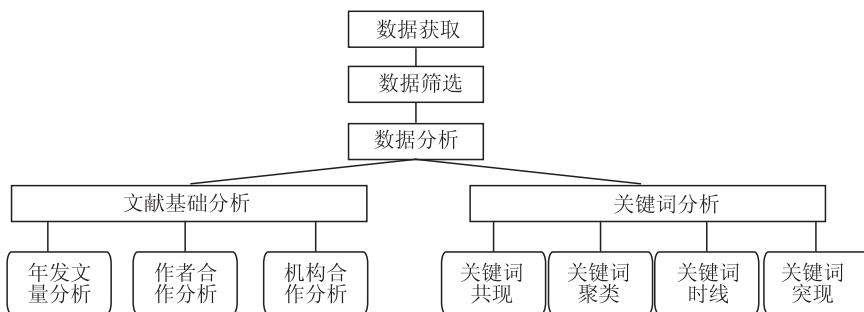 数据获取
数据筛选
数据分析
文献基础分析
关键词分析
年发文
量分析
作者合
作分析
机构合
作分析
关键词
共现
关键词
聚类
关键词
时线
关键词
突现